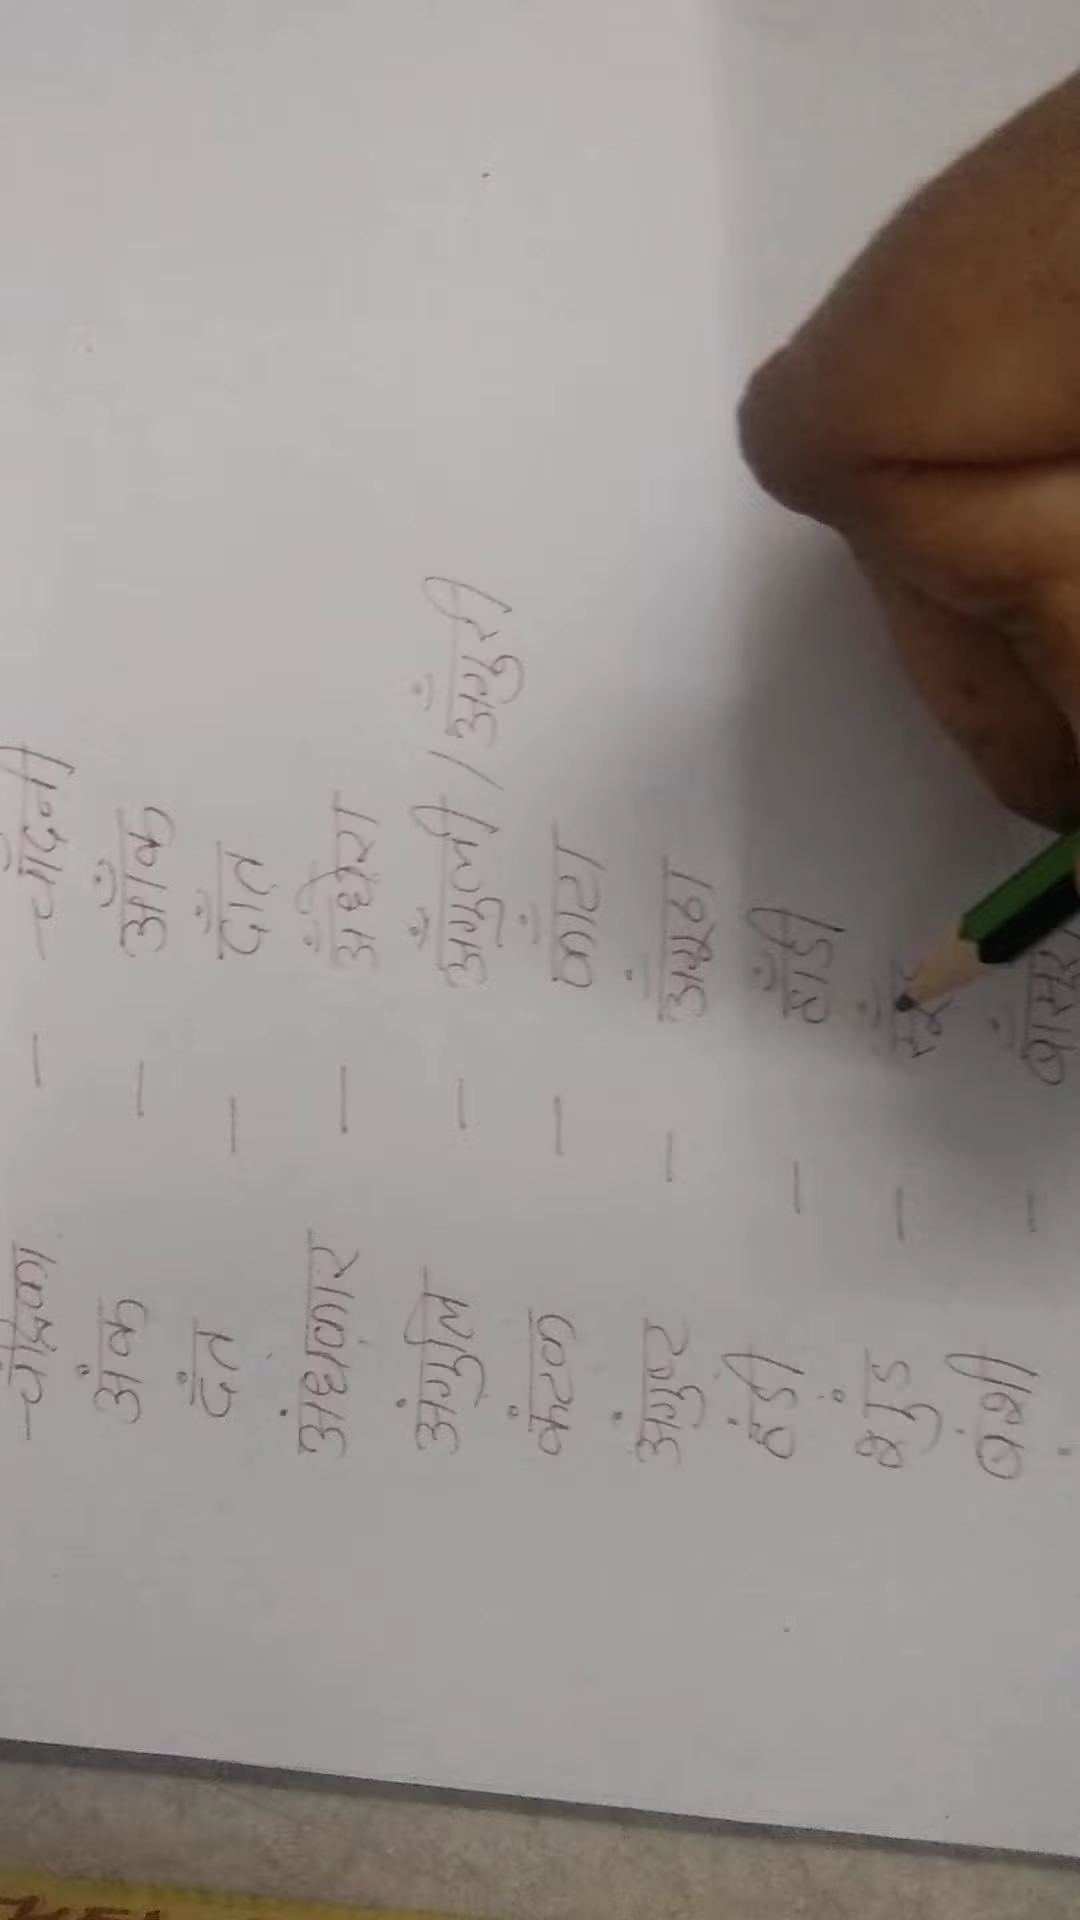 चंद्रिका - चाँदनी
अंक - आँक
दंत - दाँत
अंधकार - अँधेरा
अंगुलि - अँगुली / अँगुरी
कंटक - काँटा
अंगुष्ट - अँगूठा
हंडी - हाँडी
शुंड -
वंशी -